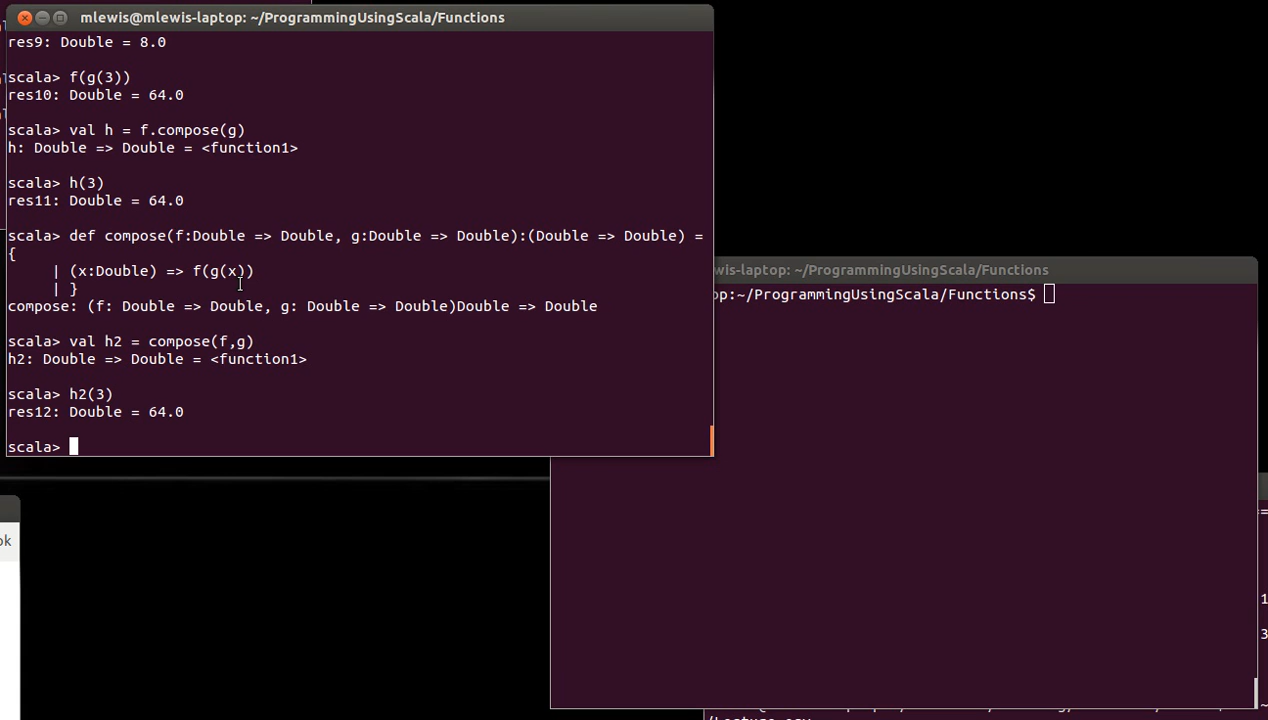 mlewis@mlewis-laptop: ~/ProgrammingUsingScala/Functions
res9: Double = 8.0
scala> f(g(3))
res10: Double = 64.0
scala> val h = f.compose(g)
h: Double => Double = <function1>
scala> h(3)
res11: Double = 64.0
scala> def compose(f:Double => Double, g:Double => Double):(Double => Double) =
{
| (x:Double) => f(g(x))
| }
compose: (f: Double => Double, g: Double => Double)Double => Double
scala> val h2 = compose(f,g)
h2: Double => Double = <function1>
scala> h2(3)
res12: Double = 64.0
scala>
wis-laptop: ~/ProgrammingUsingScala/Functions
op:~/ProgrammingUsingScala/Functions$
ok
1
3